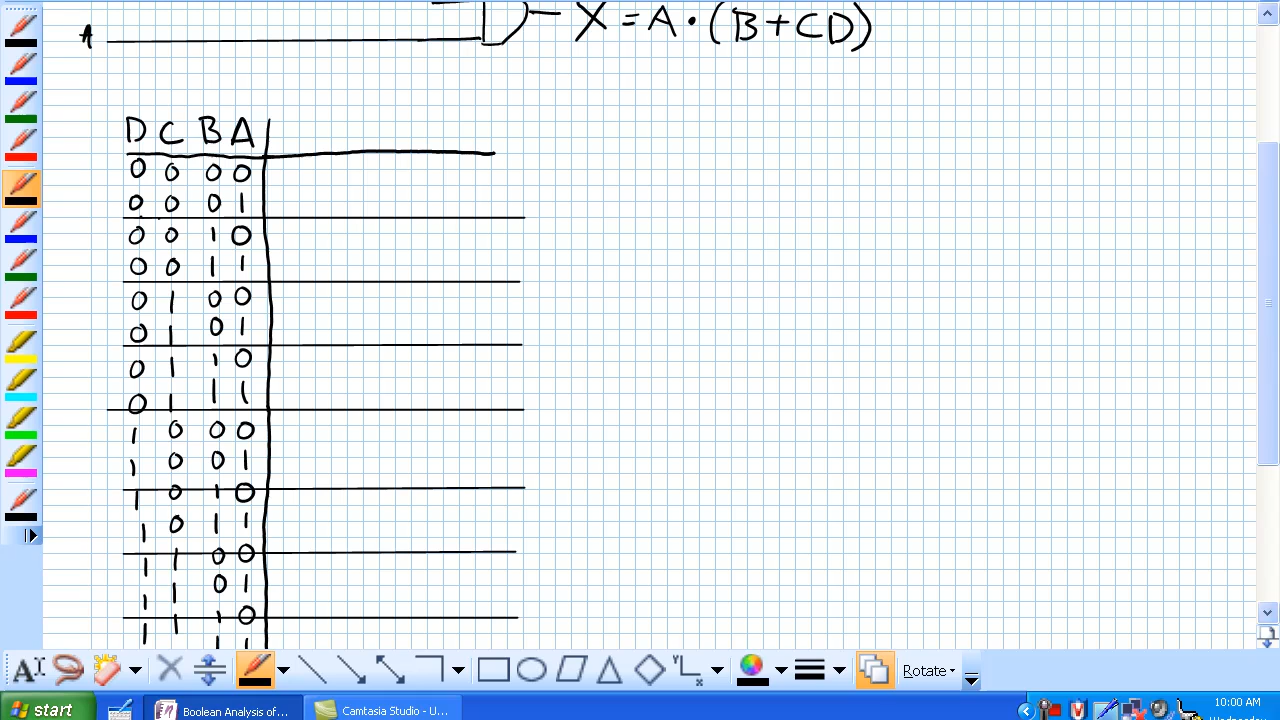 X = A • (B + CD)
A
D C B A
0 0 0 0
0 0 0 1
0 0 1 0
0 0 1 1
0 1 0 0
0 1 0 1
0 1 1 0
0 1 1 1
1 0 0 0
1 0 0 1
1 0 1 0
1 0 1 1
1 1 0 0
1 1 0 1
1 1 1 0
1 1
A Rotate
start Boolean Analysis of... Camtasia Studio - U... 10:00 AM